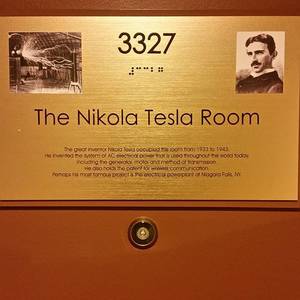 3327
The Nikola Tesla Room
The great inventor Nikola Tesla occupied this room from 1933 to 1943.
He invented the system of AC electrical power that is used throughout the world today,
including the generator, motor and method of transmission.
He also holds the patent for wireless communication.
Perhaps his most famous project is the electrical powerplant at Niagara Falls, NY.